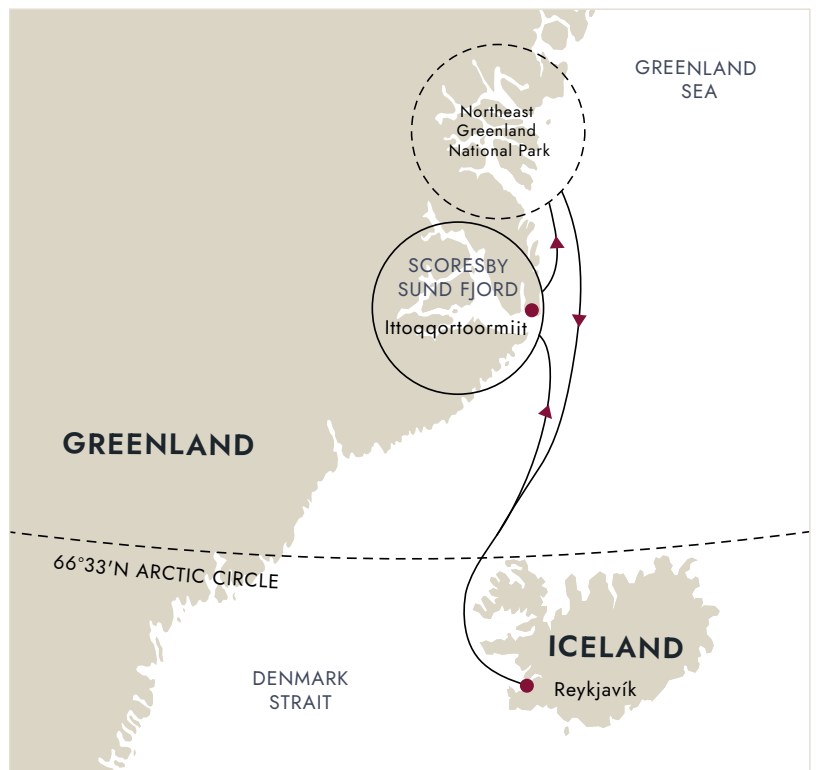 GREENLAND
SEA
Northeast
Greenland
National Park
SCORESBY
SUND FJORD
Ittoqqortoormiit
GREENLAND
66°33'N ARCTIC CIRCLE
ICELAND
DENMARK
STRAIT
Reykjavík